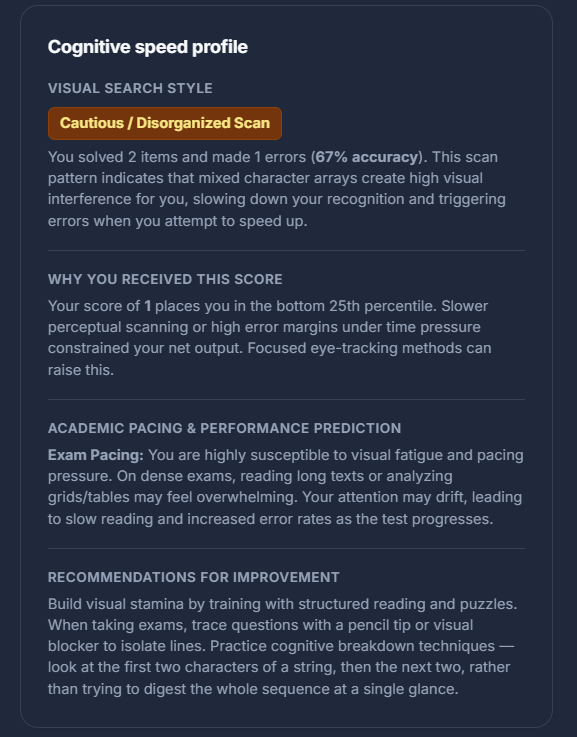 Cognitive speed profile
VISUAL SEARCH STYLE
Cautious / Disorganized Scan
You solved 2 items and made 1 errors (67% accuracy). This scan
pattern indicates that mixed character arrays create high visual
interference for you, slowing down your recognition and triggering
errors when you attempt to speed up.
WHY YOU RECEIVED THIS SCORE
Your score of 1 places you in the bottom 25th percentile. Slower
perceptual scanning or high error margins under time pressure
constrained your net output. Focused eye-tracking methods can
raise this.
ACADEMIC PACING & PERFORMANCE PREDICTION
Exam Pacing: You are highly susceptible to visual fatigue and pacing
pressure. On dense exams, reading long texts or analyzing
grids/tables may feel overwhelming. Your attention may drift, leading
to slow reading and increased error rates as the test progresses.
RECOMMENDATIONS FOR IMPROVEMENT
Build visual stamina by training with structured reading and puzzles.
When taking exams, trace questions with a pencil tip or visual
blocker to isolate lines. Practice cognitive breakdown techniques —
look at the first two characters of a string, then the next two, rather
than trying to digest the whole sequence at a single glance.